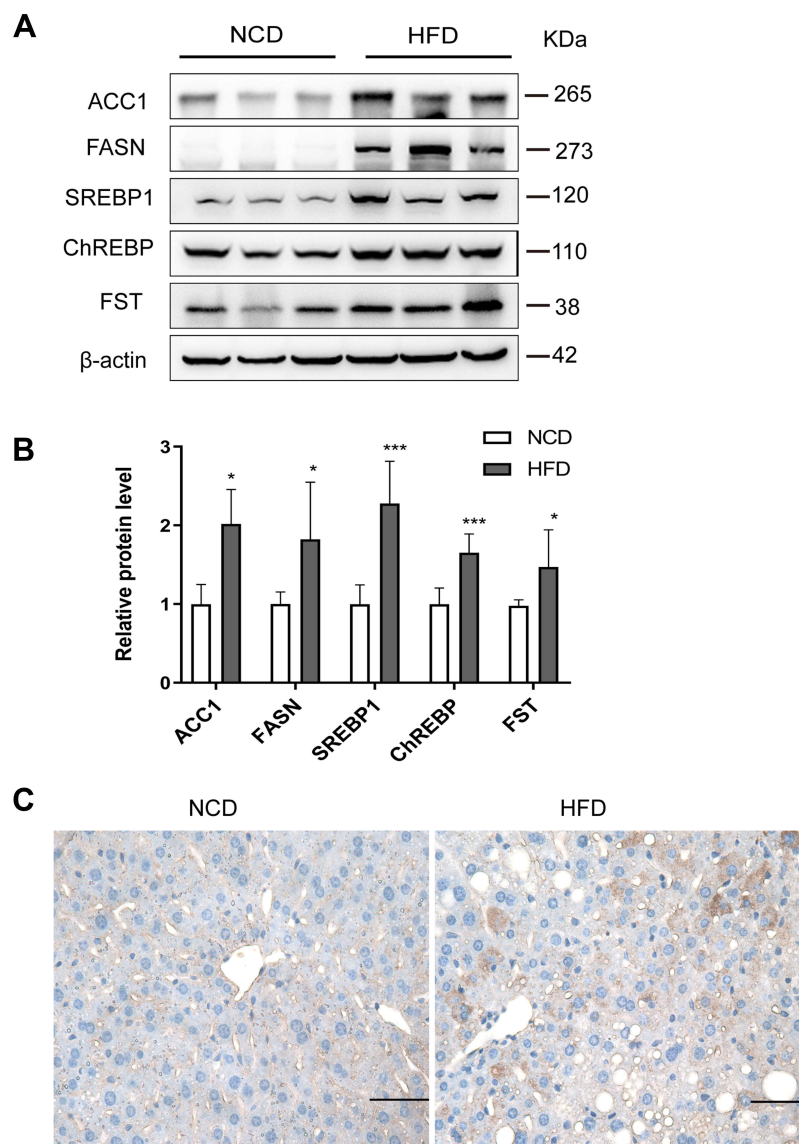 A
NCD HFD KDa
ACC1 265
FASN 273
SREBP1 120
ChREBP 110
FST 38
β-actin 42
B
NCD
HFD
Relative protein level
3
2
1
0
* * *** *** *
ACC1 FASN SREBP1 ChREBP FST
C
NCD HFD